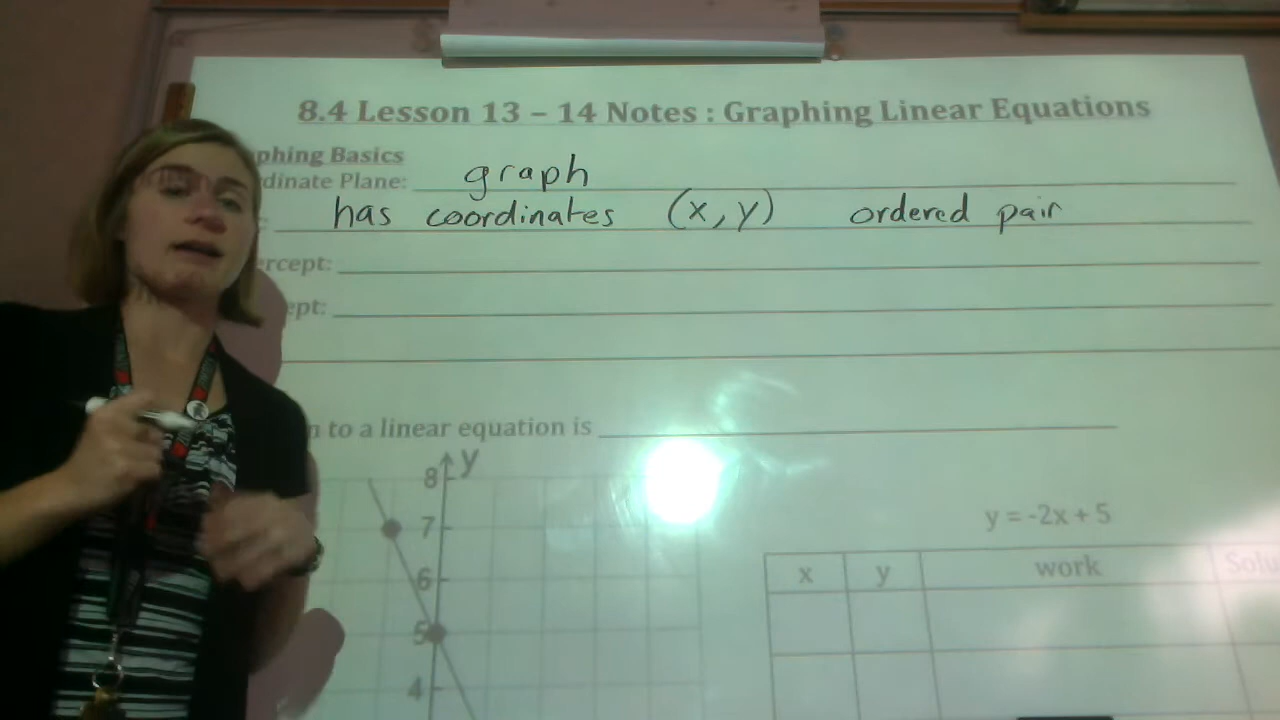 8.4 Lesson 13 – 14 Notes : Graphing Linear Equations
phing Basics
dinate Plane: graph
has coordinates (x, y) ordered pair
rcept:
ept:
n to a linear equation is
y
8
7
6
5
4
y = -2x + 5
x y work Solu